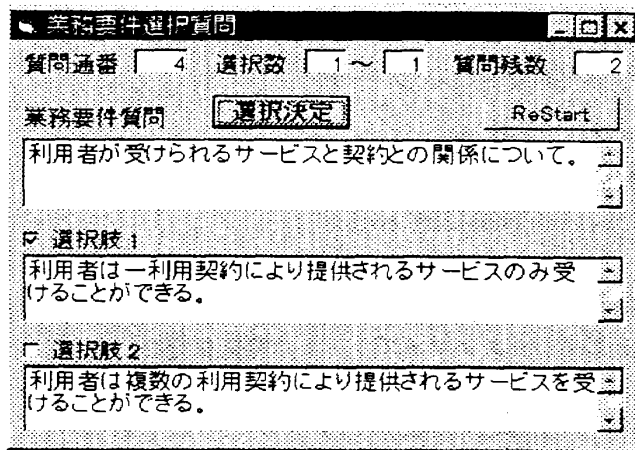 業務要件選択質問
質問通番 4 選択数 1～1 質問残数 2
業務要件質問 選択決定 ReStart
利用者が受けられるサービスと契約との関係について。
選択肢1
利用者は一利用契約により提供されるサービスのみ受
けることができる。
選択肢2
利用者は複数の利用契約により提供されるサービスを受
けることができる。